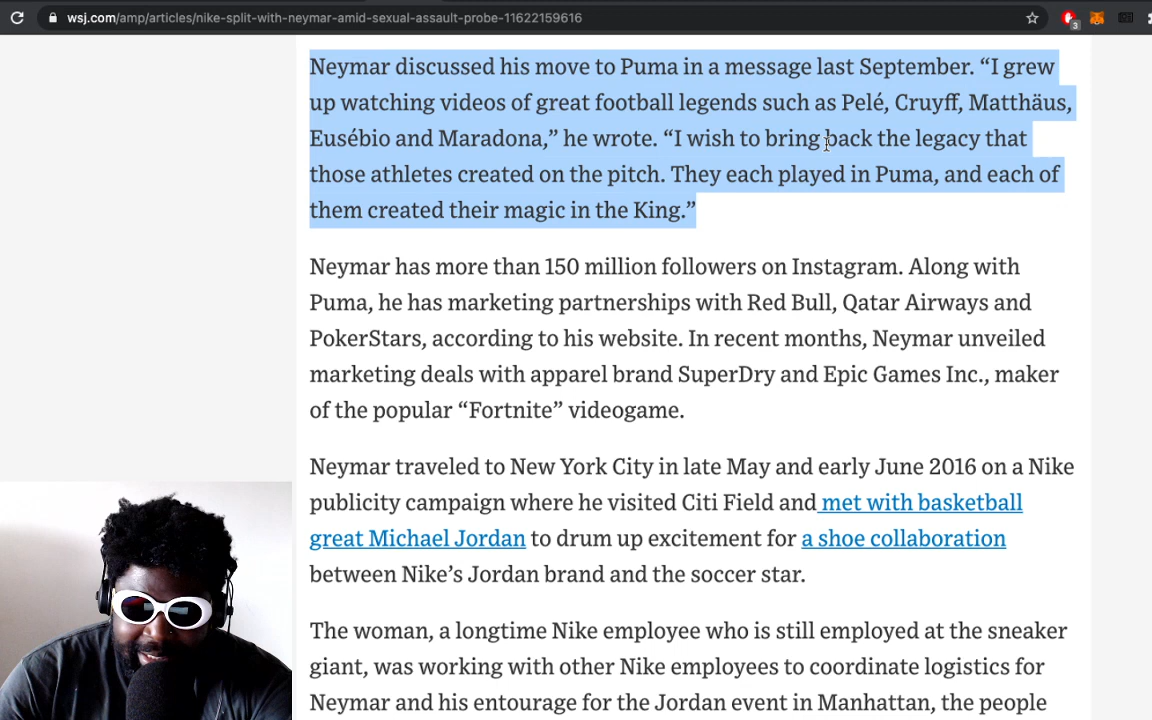 wsj.com/amp/articles/nike-split-with-neymar-amid-sexual-assault-probe-11622159616
3
Neymar discussed his move to Puma in a message last September. “I grew
up watching videos of great football legends such as Pelé, Cruyff, Matthäus,
Eusébio and Maradona,” he wrote. “I wish to bring back the legacy that
those athletes created on the pitch. They each played in Puma, and each of
them created their magic in the King.”
Neymar has more than 150 million followers on Instagram. Along with
Puma, he has marketing partnerships with Red Bull, Qatar Airways and
PokerStars, according to his website. In recent months, Neymar unveiled
marketing deals with apparel brand SuperDry and Epic Games Inc., maker
of the popular “Fortnite” videogame.
Neymar traveled to New York City in late May and early June 2016 on a Nike
publicity campaign where he visited Citi Field and met with basketball
great Michael Jordan to drum up excitement for a shoe collaboration
between Nike’s Jordan brand and the soccer star.
The woman, a longtime Nike employee who is still employed at the sneaker
giant, was working with other Nike employees to coordinate logistics for
Neymar and his entourage for the Jordan event in Manhattan, the people